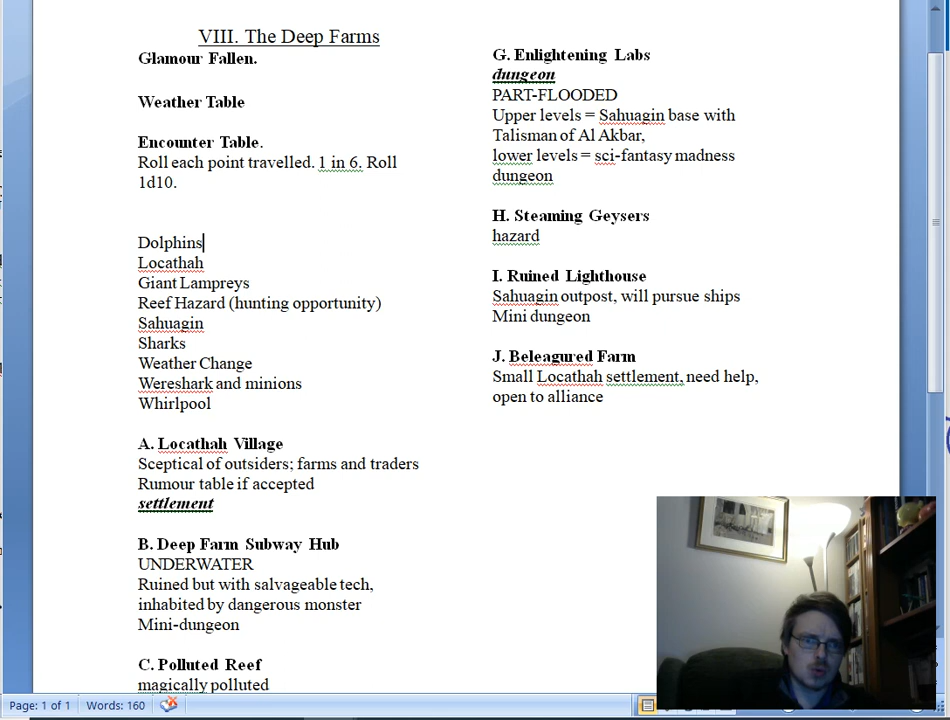 VIII. The Deep Farms
Glamour Fallen.
Weather Table
Encounter Table.
Roll each point travelled. 1 in 6. Roll
1d10.
Dolphins
Locathah
Giant Lampreys
Reef Hazard (hunting opportunity)
Sahuagin
Sharks
Weather Change
Wereshark and minions
Whirlpool
A. Locathah Village
Sceptical of outsiders; farms and traders
Rumour table if accepted
settlement
B. Deep Farm Subway Hub
UNDERWATER
Ruined but with salvageable tech,
inhabited by dangerous monster
Mini-dungeon
C. Polluted Reef
magically polluted
G. Enlightening Labs
dungeon
PART-FLOODED
Upper levels = Sahuagin base with
Talisman of Al Akbar,
lower levels = sci-fantasy madness
dungeon
H. Steaming Geysers
hazard
I. Ruined Lighthouse
Sahuagin outpost, will pursue ships
Mini dungeon
J. Beleagured Farm
Small Locathah settlement, need help,
open to alliance
Page: 1 of 1 Words: 160